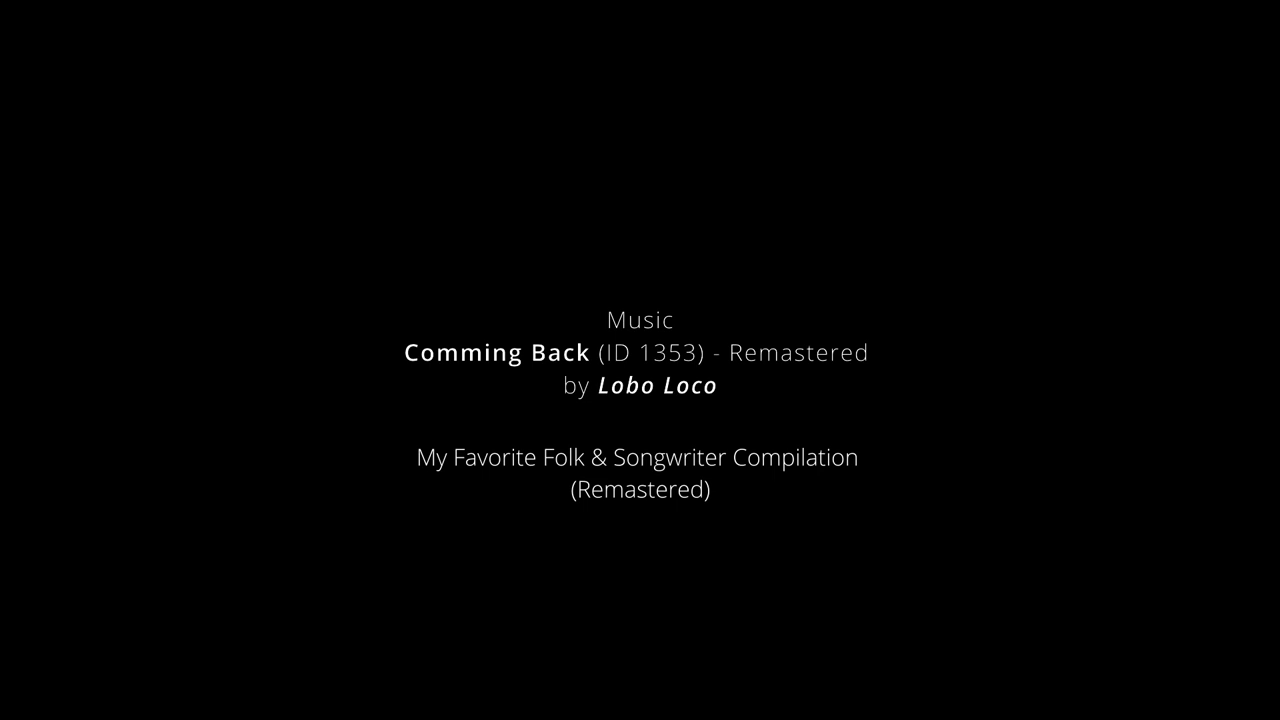 Music
Comming Back (ID 1353) - Remastered
by Lobo Loco
My Favorite Folk & Songwriter Compilation
(Remastered)